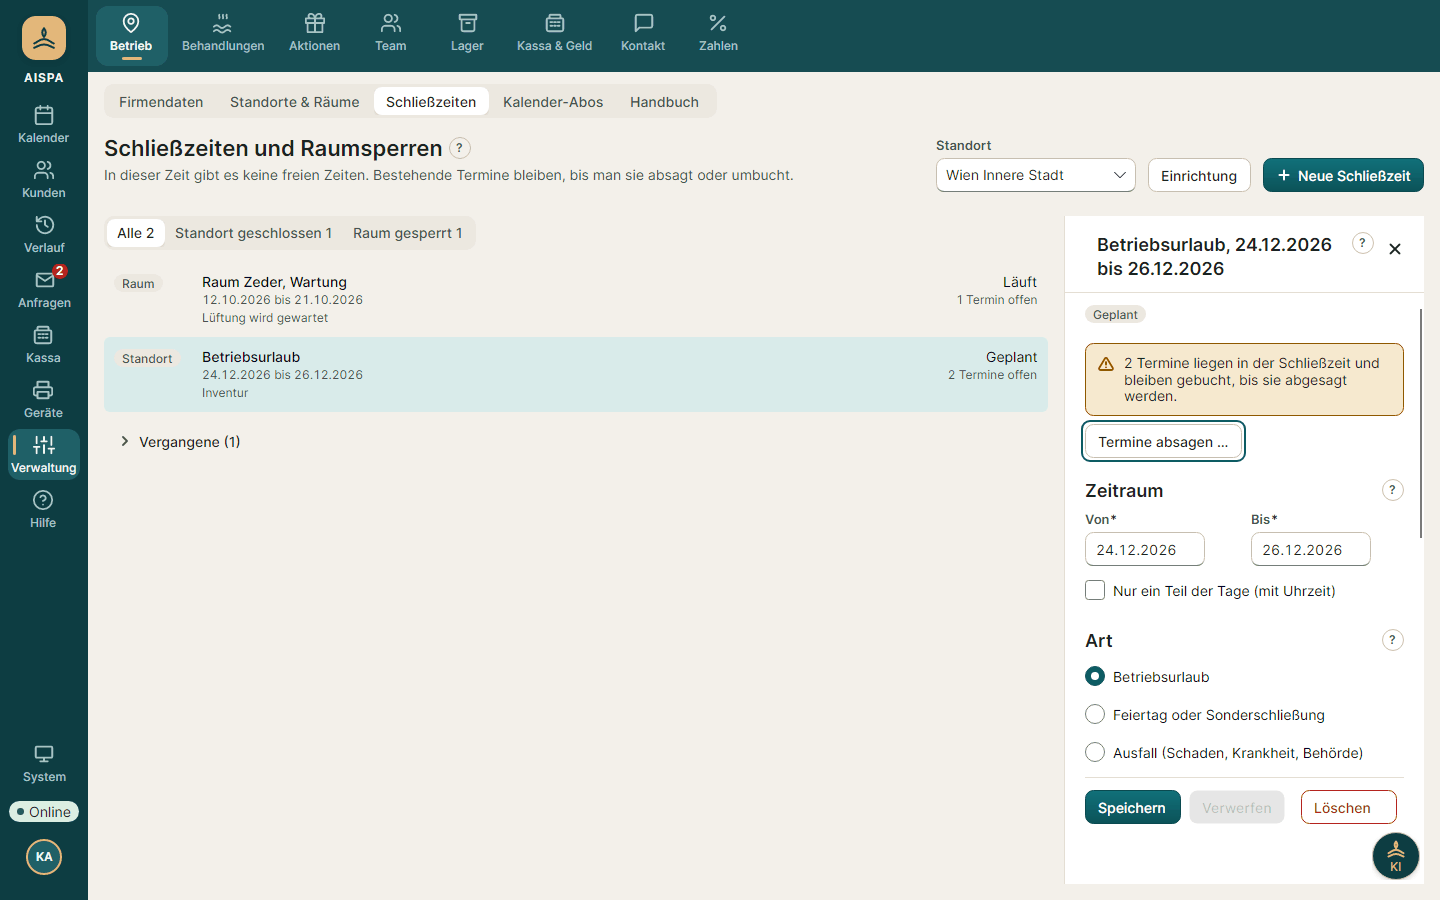 AISPA
Kalender
Kunden
Verlauf
2
Anfragen
Kassa
Geräte
Verwaltung
Hilfe
System
Online
KA
Betrieb
Behandlungen
Aktionen
Team
Lager
Kassa & Geld
Kontakt
Zahlen
Firmendaten
Standorte & Räume
Schließzeiten
Kalender-Abos
Handbuch
Schließzeiten und Raumsperren ?
In dieser Zeit gibt es keine freien Zeiten. Bestehende Termine bleiben, bis man sie absagt oder umbucht.
Standort
Wien Innere Stadt
Einrichtung
+ Neue Schließzeit
Alle 2
Standort geschlossen 1
Raum gesperrt 1
Raum
Raum Zeder, Wartung
12.10.2026 bis 21.10.2026
Lüftung wird gewartet
Läuft
1 Termin offen
Standort
Betriebsurlaub
24.12.2026 bis 26.12.2026
Inventur
Geplant
2 Termine offen
Vergangene (1)
Betriebsurlaub, 24.12.2026
bis 26.12.2026
?
Geplant
2 Termine liegen in der Schließzeit und
bleiben gebucht, bis sie abgesagt
werden.
Termine absagen ...
Zeitraum ?
Von*
Bis*
24.12.2026
26.12.2026
Nur ein Teil der Tage (mit Uhrzeit)
Art ?
Betriebsurlaub
Feiertag oder Sonderschließung
Ausfall (Schaden, Krankheit, Behörde)
Speichern
Verwerfen
Löschen
KI